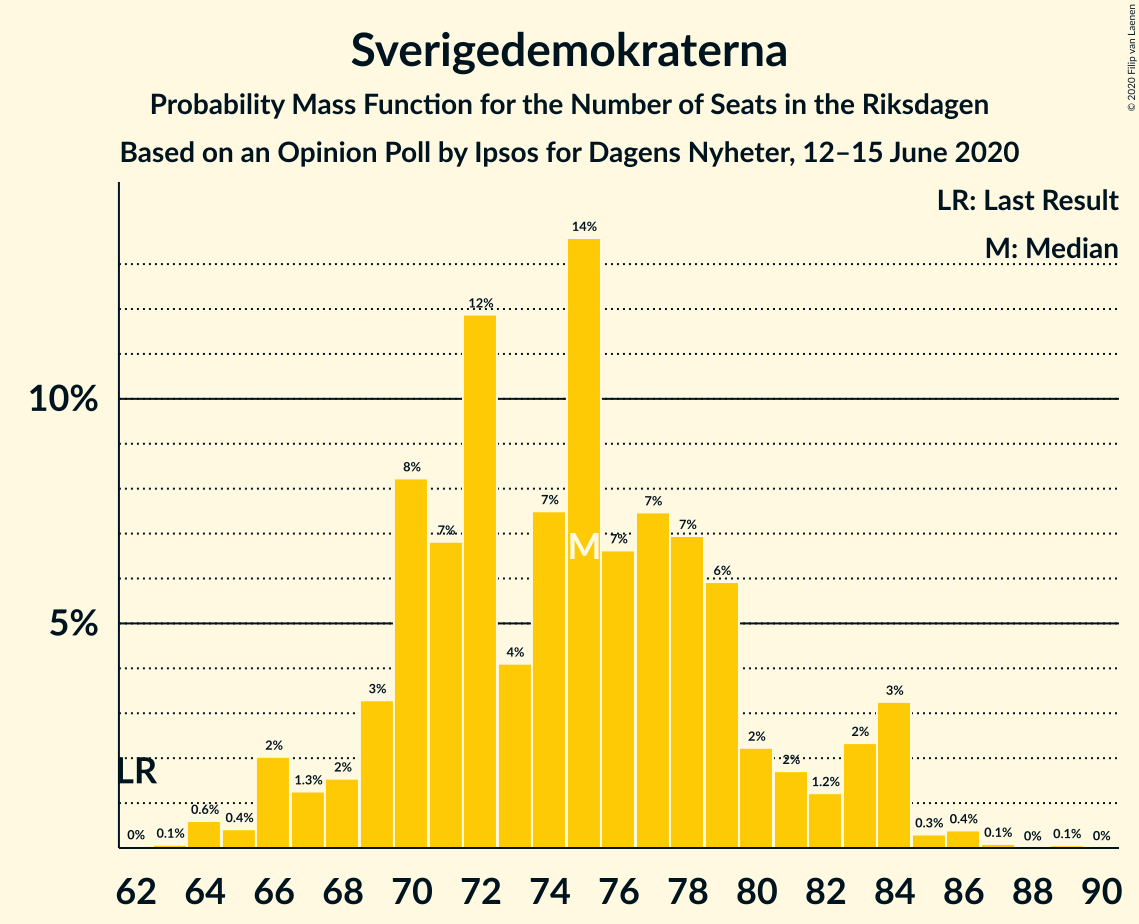 Sverigedemokraterna
Probability Mass Function for the Number of Seats in the Riksdagen
Based on an Opinion Poll by Ipsos for Dagens Nyheter, 12–15 June 2020
© 2020 Filip van Laenen
LR: Last Result
M: Median
10%
5%
LR
M
0% 0.1% 0.6% 0.4% 2% 1.3% 2% 3% 8% 7% 12% 4% 7% 14% 7% 7% 7% 6% 2% 2% 1.2% 2% 3% 0.3% 0.4% 0.1% 0% 0.1% 0%
62 64 66 68 70 72 74 76 78 80 82 84 86 88 90